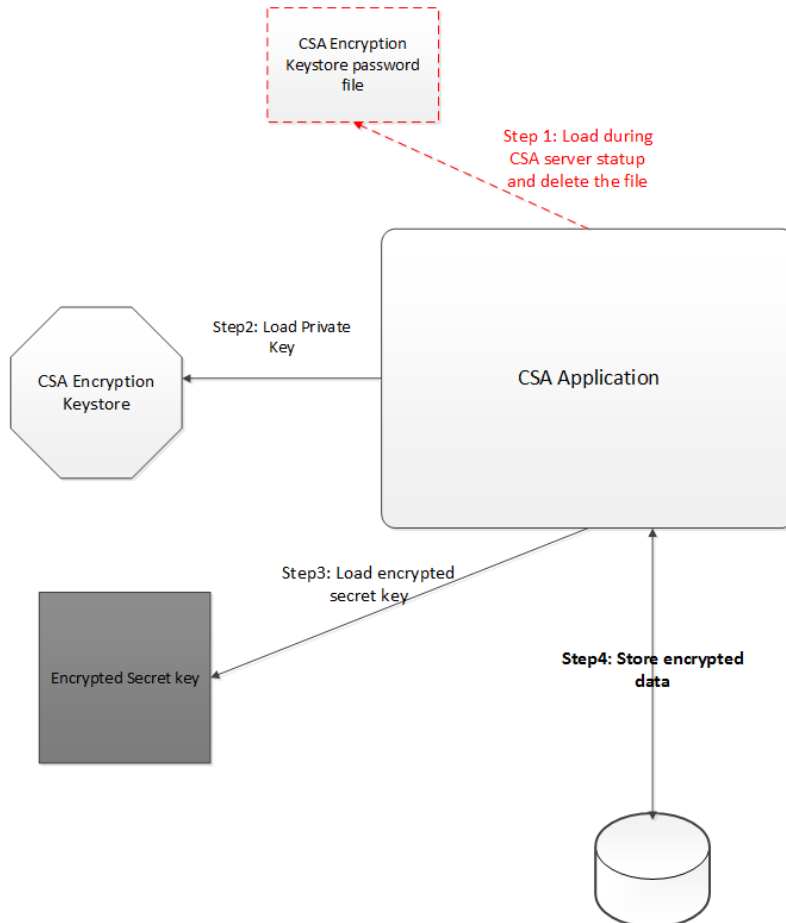 CSA Encryption
Keystore password
file
Step 1: Load during
CSA server statup
and delete the file
Step2: Load Private
Key
CSA Encryption
Keystore
CSA Application
Step3: Load encrypted
secret key
Encrypted Secret key
Step4: Store encrypted
data